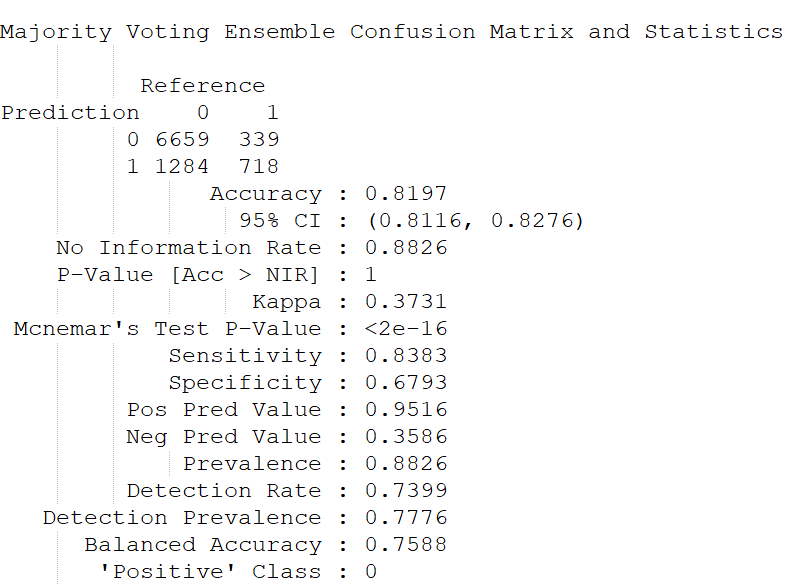 Majority Voting Ensemble Confusion Matrix and Statistics
Reference
Prediction 0 1
0 6659 339
1 1284 718
Accuracy : 0.8197
95% CI : (0.8116, 0.8276)
No Information Rate : 0.8826
P-Value [Acc > NIR] : 1
Kappa : 0.3731
Mcnemar's Test P-Value : <2e-16
Sensitivity : 0.8383
Specificity : 0.6793
Pos Pred Value : 0.9516
Neg Pred Value : 0.3586
Prevalence : 0.8826
Detection Rate : 0.7399
Detection Prevalence : 0.7776
Balanced Accuracy : 0.7588
'Positive' Class : 0